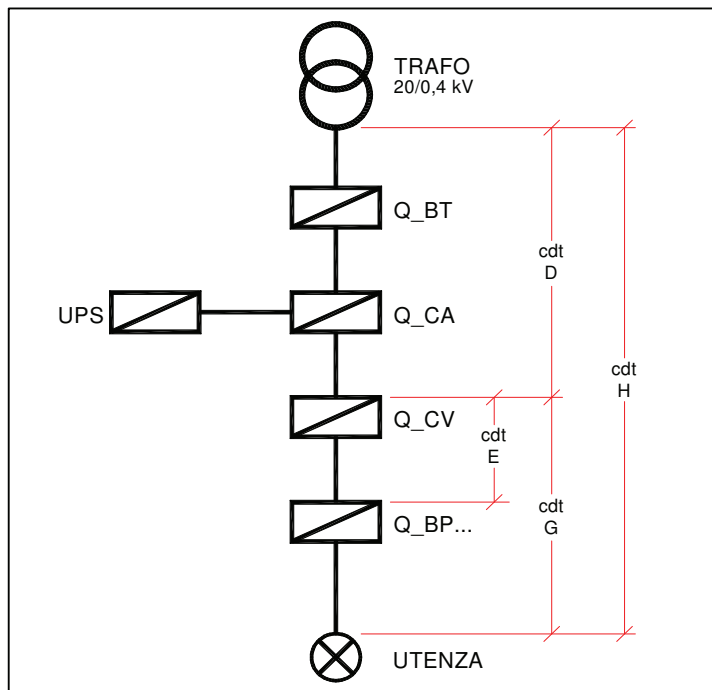 TRAFO
20/0,4 kV
Q_BT
cdt
D
UPS
Q_CA
cdt
H
Q_CV
cdt
E
cdt
G
Q_BP...
UTENZA